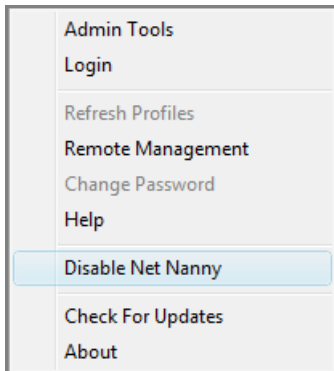 Admin Tools
Login
Refresh Profiles
Remote Management
Change Password
Help
Disable Net Nanny
Check For Updates
About